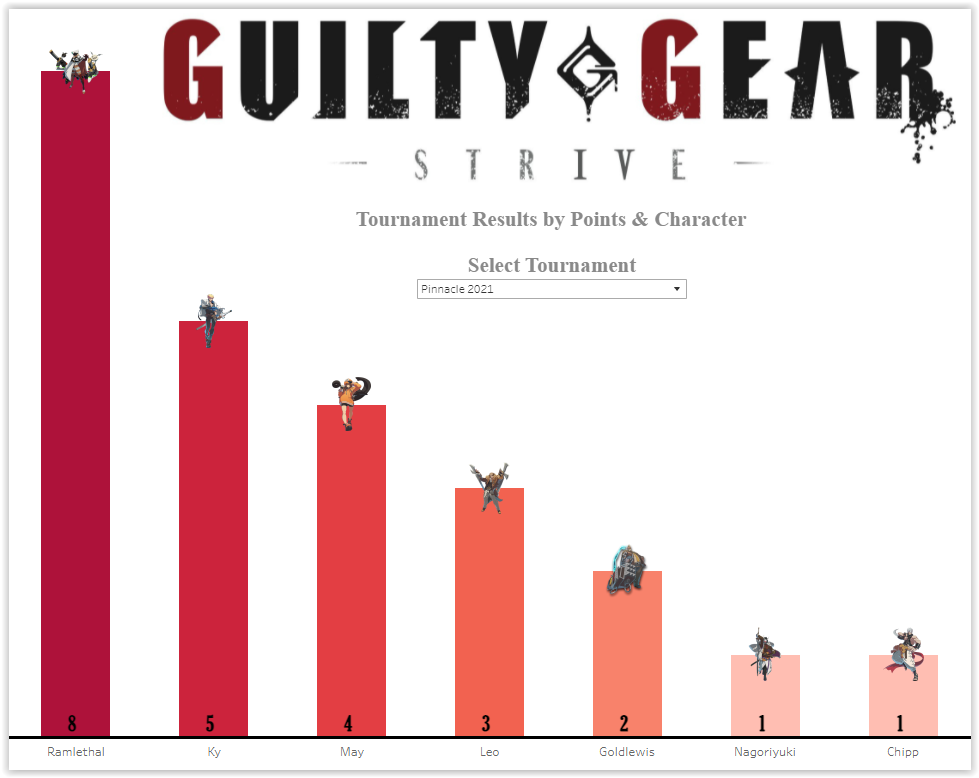 GUILTY GEAR
STRIVE
Tournament Results by Points & Character
Select Tournament
Pinnacle 2021
8 5 4 3 2 1 1
Ramlethal Ky May Leo Goldlewis Nagoriyuki Chipp